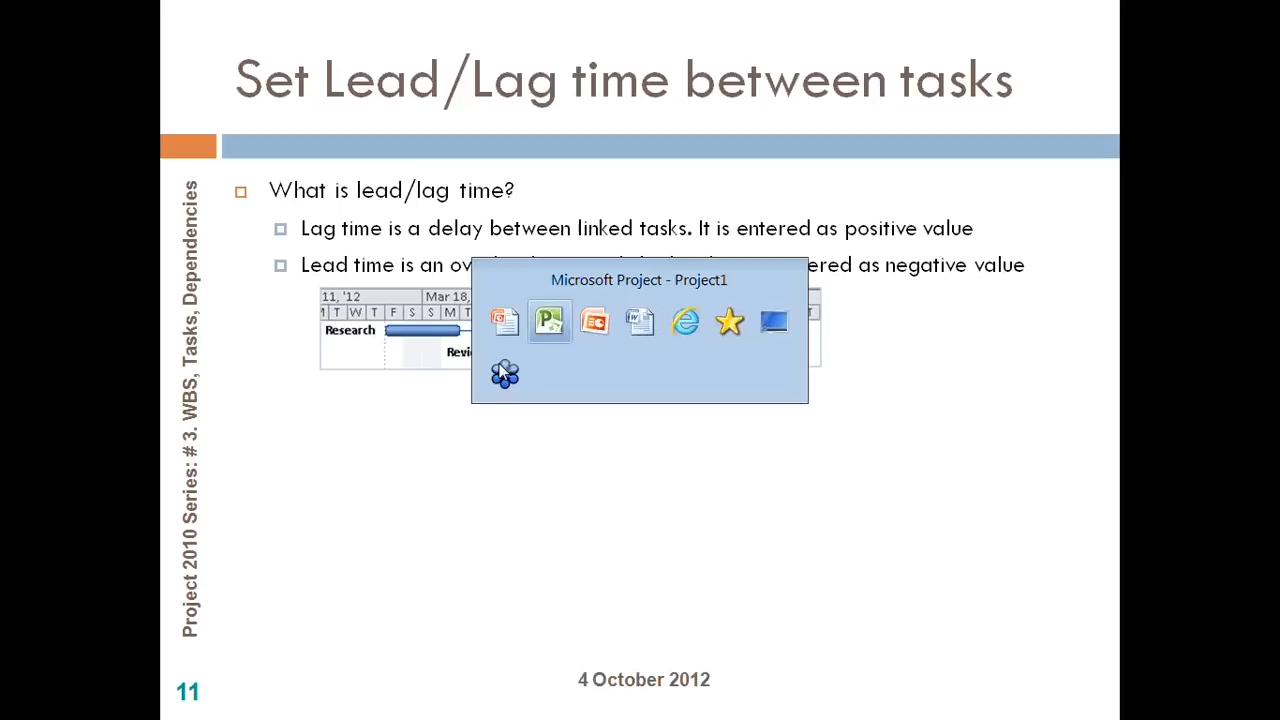 Set Lead/Lag time between tasks
Project 2010 Series: # 3. WBS, Tasks, Dependencies
What is lead/lag time?
Lag time is a delay between linked tasks. It is entered as positive value
Lead time is an ered as negative value
Microsoft Project - Project1
11, '12 Mar 18,
T W T F S S M T
Research
4 October 2012
11